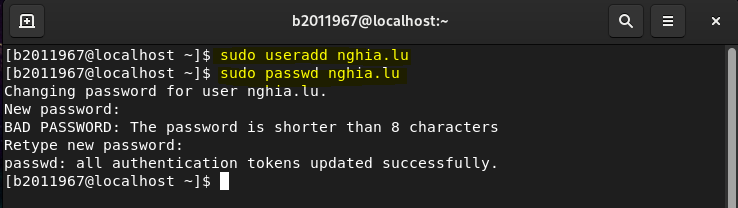 b2011967@localhost:~
[b2011967@localhost ~]$ sudo useradd nghia.lu
[b2011967@localhost ~]$ sudo passwd nghia.lu
Changing password for user nghia.lu.
New password:
BAD PASSWORD: The password is shorter than 8 characters
Retype new password:
passwd: all authentication tokens updated successfully.
[b2011967@localhost ~]$